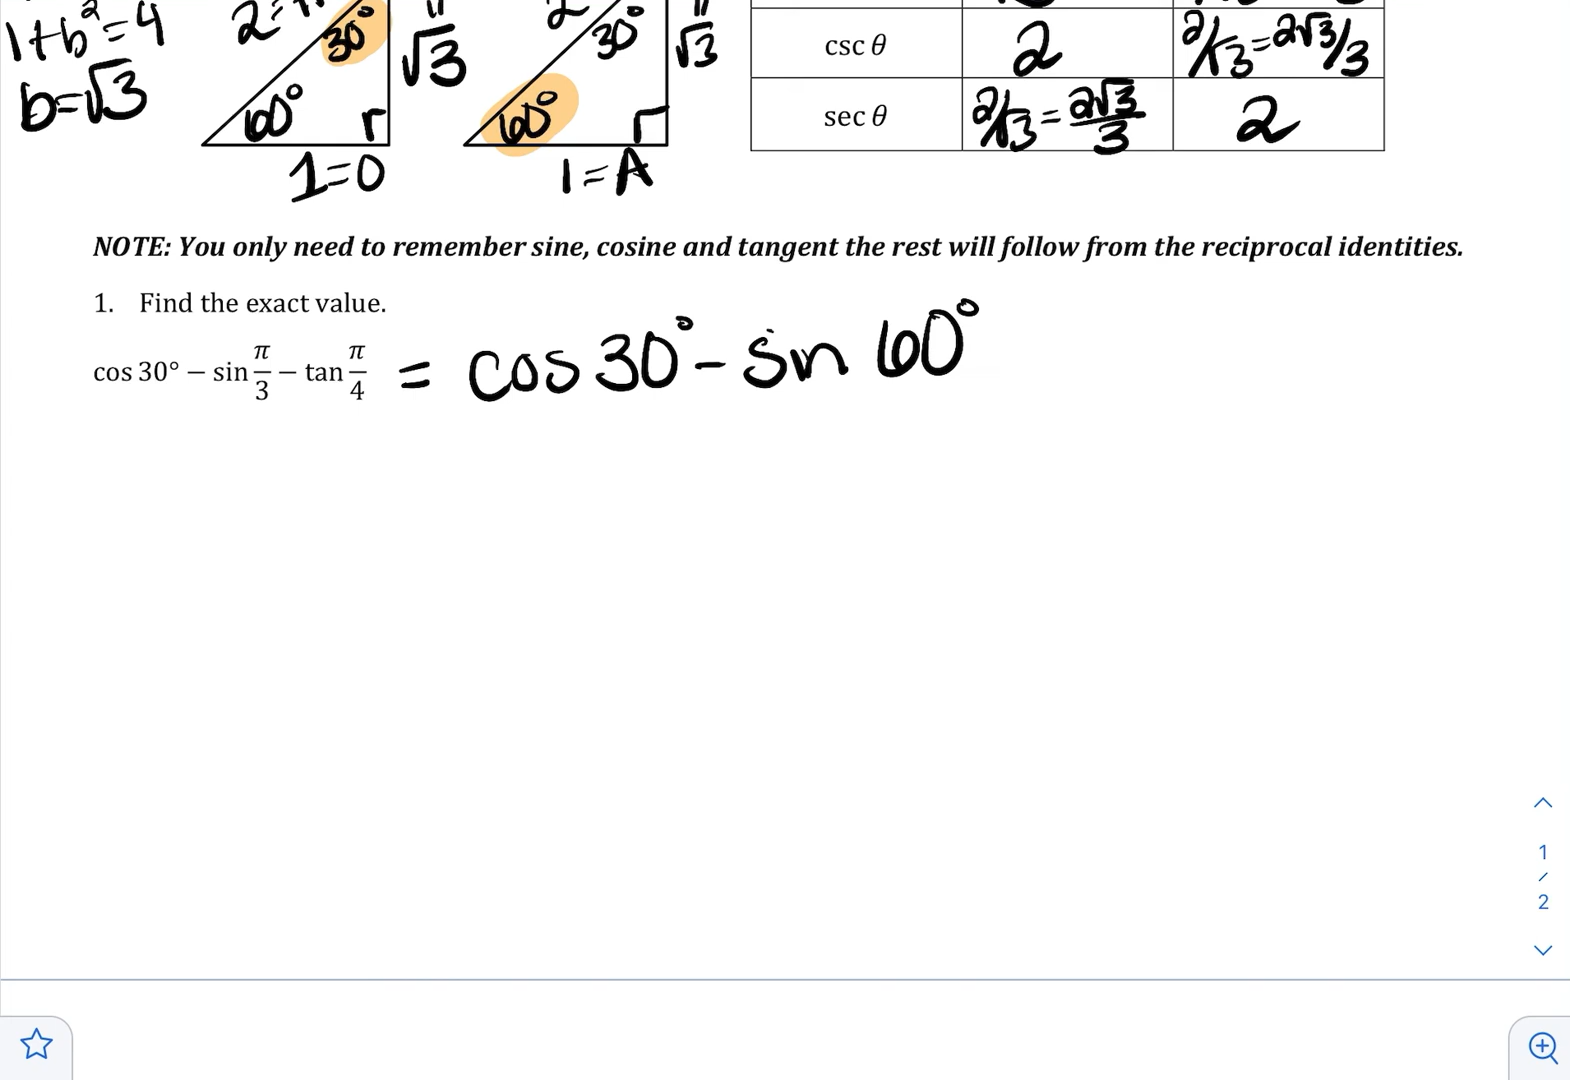 1+b²=4
b=√3
2=
30°
60°
√3
1=0
2
30°
60°
√3
1=A
csc θ 2 2/√3=2√3/3
sec θ 2/√3=2√3/3 2
NOTE: You only need to remember sine, cosine and tangent the rest will follow from the reciprocal identities.
1. Find the exact value.
cos 30° − sin π/3 − tan π/4 = cos 30° - sin 60°
1
/
2